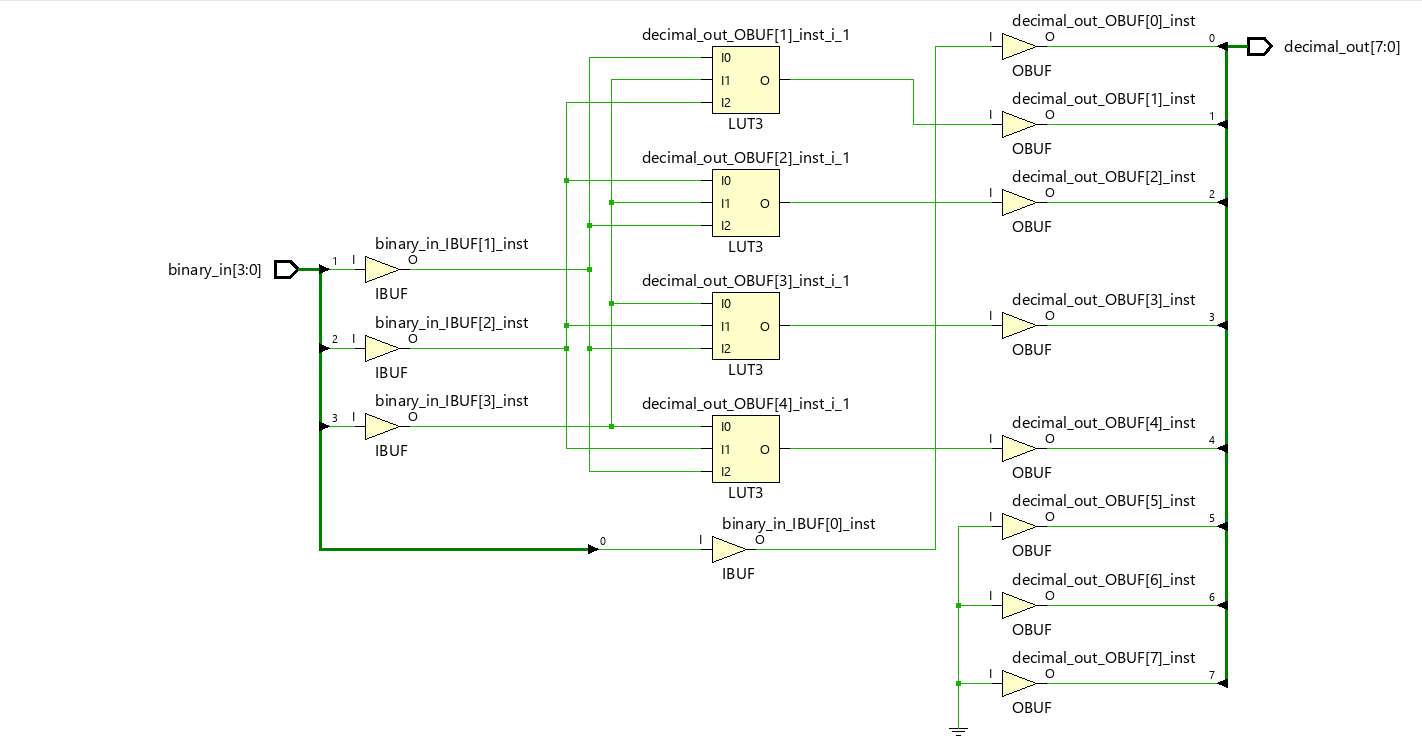 decimal_out_OBUF[0]_inst
decimal_out_OBUF[1]_inst_i_1
I O 0
decimal_out[7:0]
I0
OBUF
I1 O
decimal_out_OBUF[1]_inst
I2
I O 1
LUT3
OBUF
decimal_out_OBUF[2]_inst_i_1
decimal_out_OBUF[2]_inst
I0
I O 2
I1 O
I2
OBUF
LUT3
binary_in_IBUF[1]_inst
binary_in[3:0]
1 I O
IBUF
decimal_out_OBUF[3]_inst_i_1
decimal_out_OBUF[3]_inst
I0
I O 3
binary_in_IBUF[2]_inst
I1 O
2 I O
I2
OBUF
IBUF
LUT3
binary_in_IBUF[3]_inst
decimal_out_OBUF[4]_inst_i_1
3 I O
decimal_out_OBUF[4]_inst
I0
I O 4
IBUF
I1 O
I2
OBUF
LUT3
decimal_out_OBUF[5]_inst
binary_in_IBUF[0]_inst
I O 5
0 I O
OBUF
IBUF
decimal_out_OBUF[6]_inst
I O 6
OBUF
decimal_out_OBUF[7]_inst
I O 7
OBUF